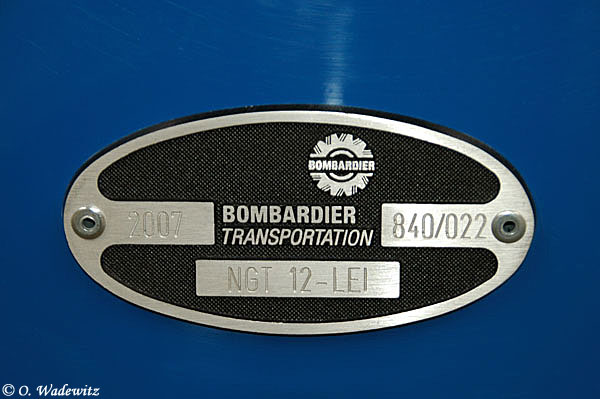 BOMBARDIER
2007
BOMBARDIER
TRANSPORTATION
840/022
NGT 12-LEI
© O. Wadewitz